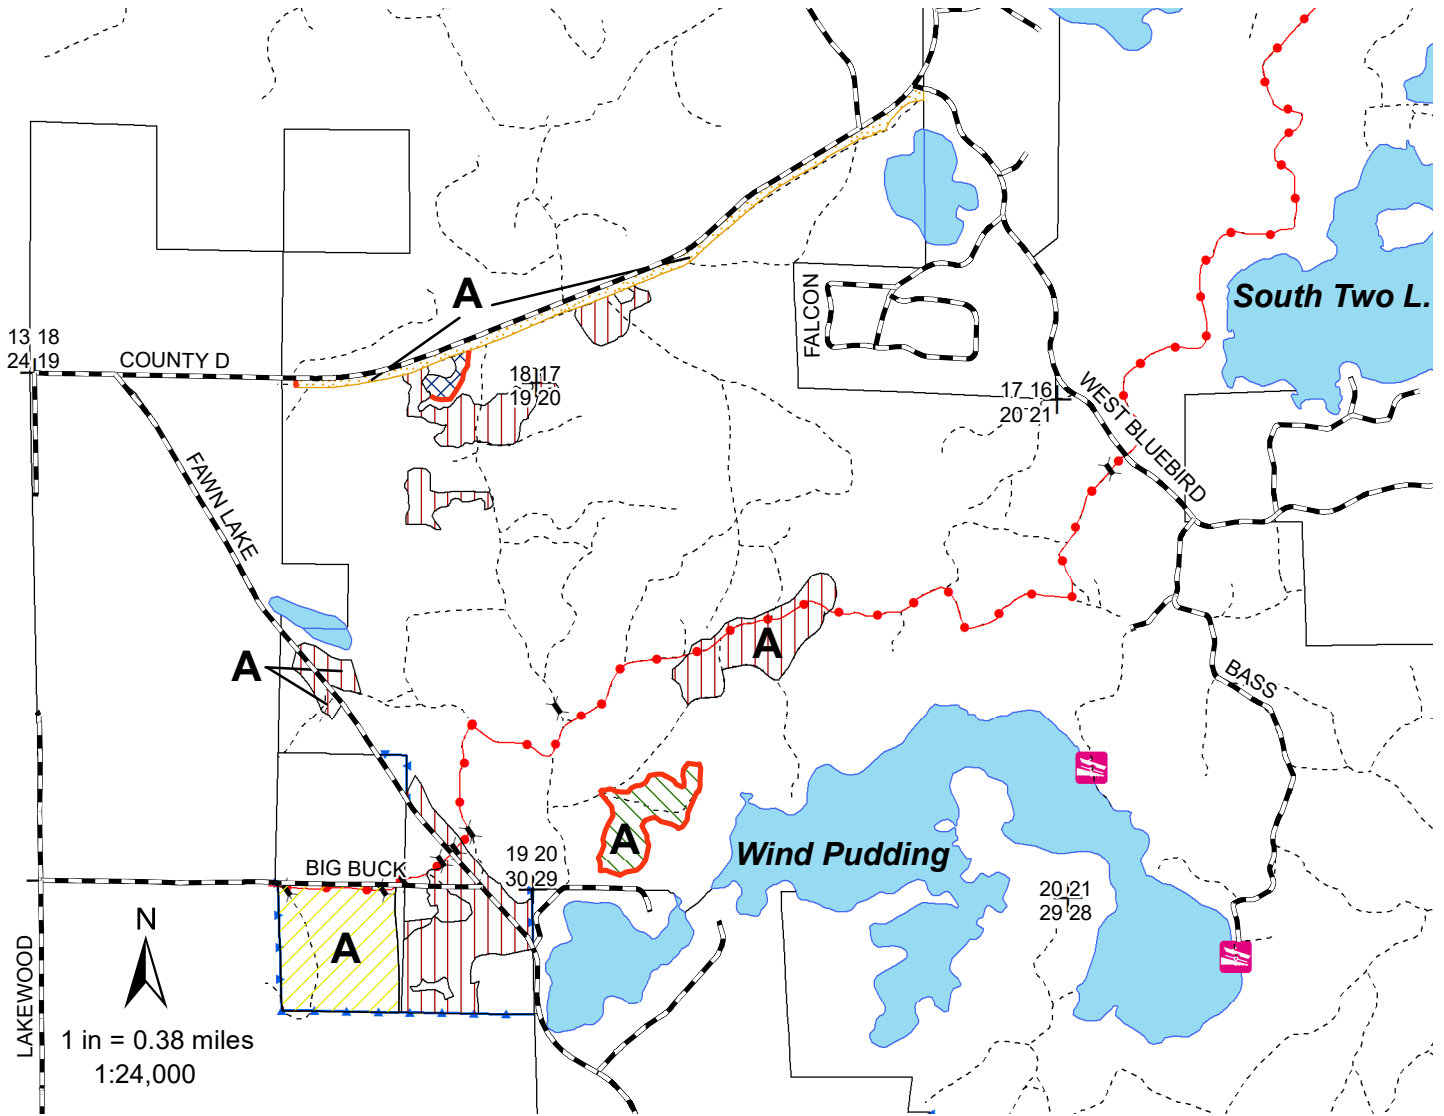 South Two L.
A
FALCON
13 18
24 19
COUNTY D
18 17
19 20
17 16
20 21
WEST BLUEBIRD
FAWN LAKE
A
A
BASS
A
Wind Pudding
19 20
30 29
BIG BUCK
20 21
29 28
A
N
LAKEWOOD
1 in = 0.38 miles
1:24,000